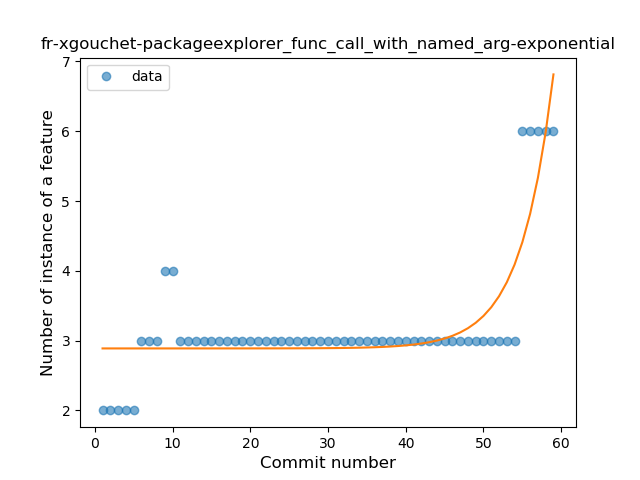 fr-xgouchet-packageexplorer_func_call_with_named_arg-exponential
data
Number of instance of a feature
7
6
5
4
3
2
0 10 20 30 40 50 60
Commit number